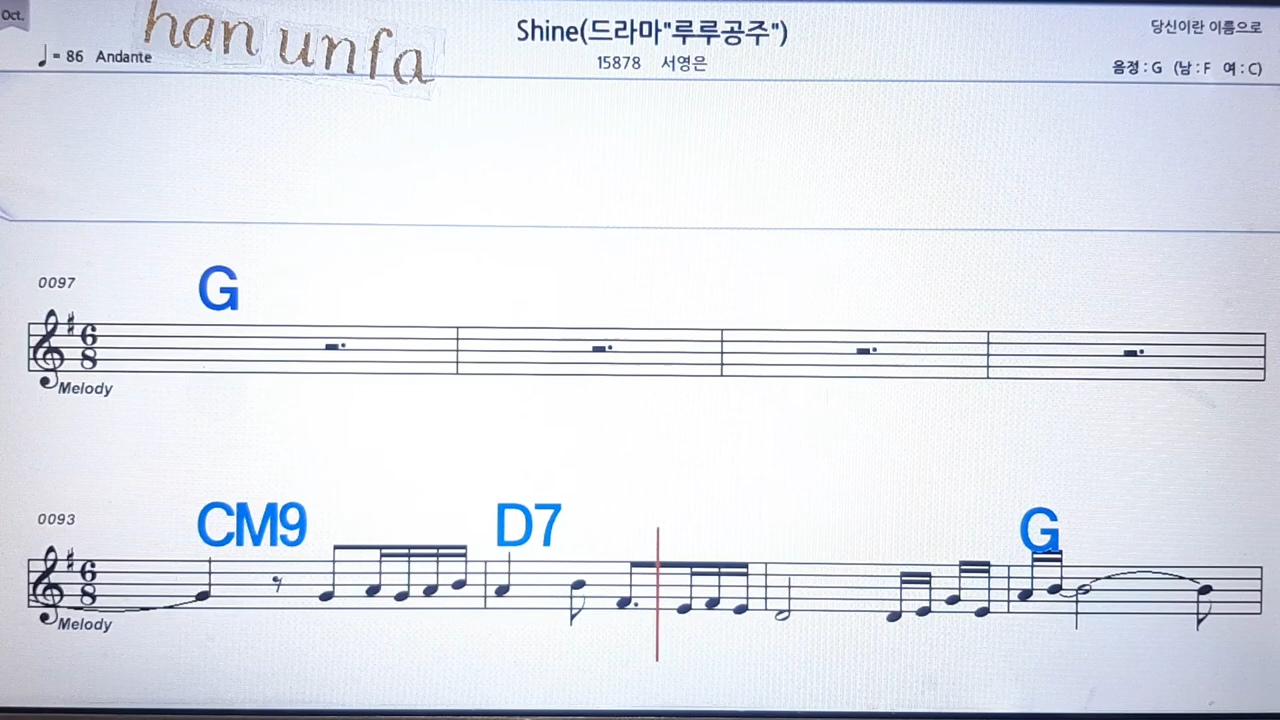 Oct.
han unfa
♩= 86 Andante
Shine(드라마"루루공주")
15878 서영은
당신이란 이름으로
음정 : G (남 : F 여 : C)
0097
G
6
8
Melody
0093
CM9 D7 G
6
8
Melody